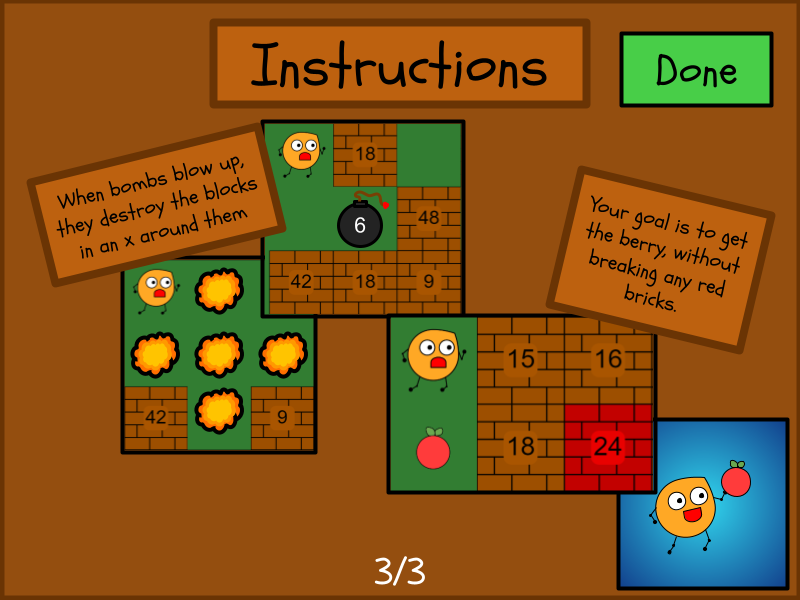 Instructions
Done
When bombs blow up,
they destroy the blocks
in an x around them
18
6
48
42
18
9
Your goal is to get
the berry, without
breaking any red
bricks.
42
9
15
16
18
24
3/3